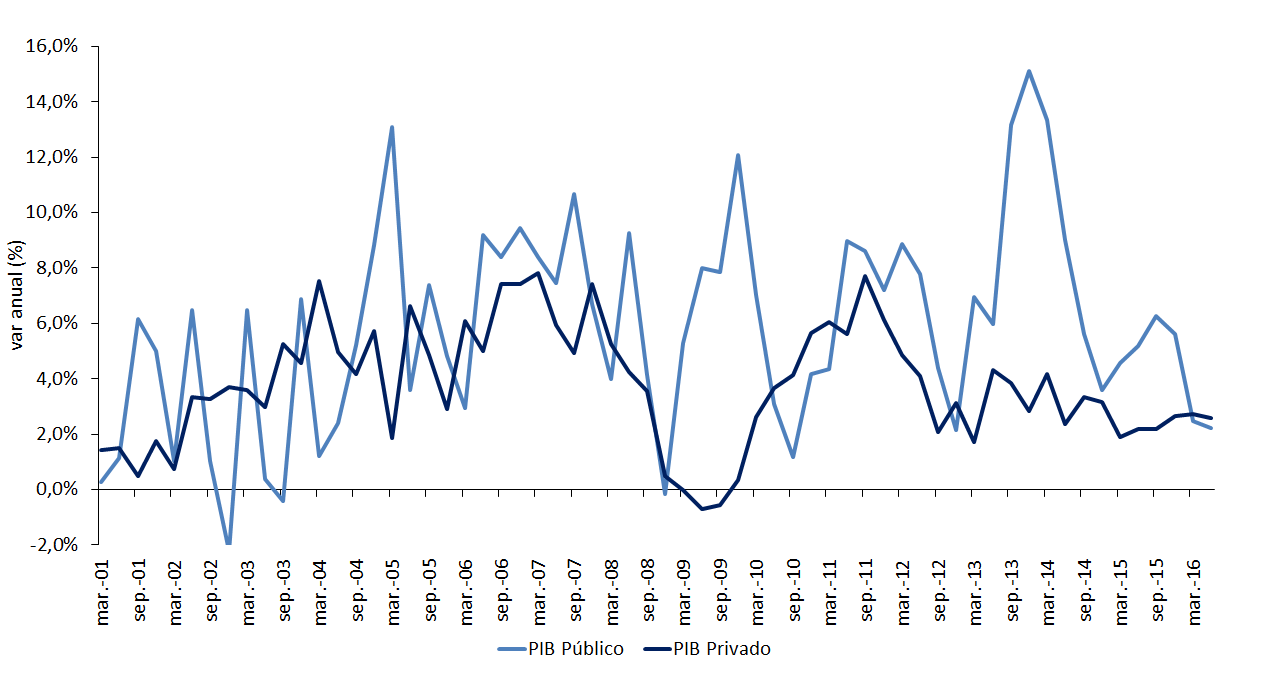 var anual (%)
16,0%
14,0%
12,0%
10,0%
8,0%
6,0%
4,0%
2,0%
0,0%
-2,0%
mar.-01
sep.-01
mar.-02
sep.-02
mar.-03
sep.-03
mar.-04
sep.-04
mar.-05
sep.-05
mar.-06
sep.-06
mar.-07
sep.-07
mar.-08
sep.-08
mar.-09
sep.-09
mar.-10
sep.-10
mar.-11
sep.-11
mar.-12
sep.-12
mar.-13
sep.-13
mar.-14
sep.-14
mar.-15
sep.-15
mar.-16
PIB Público
PIB Privado